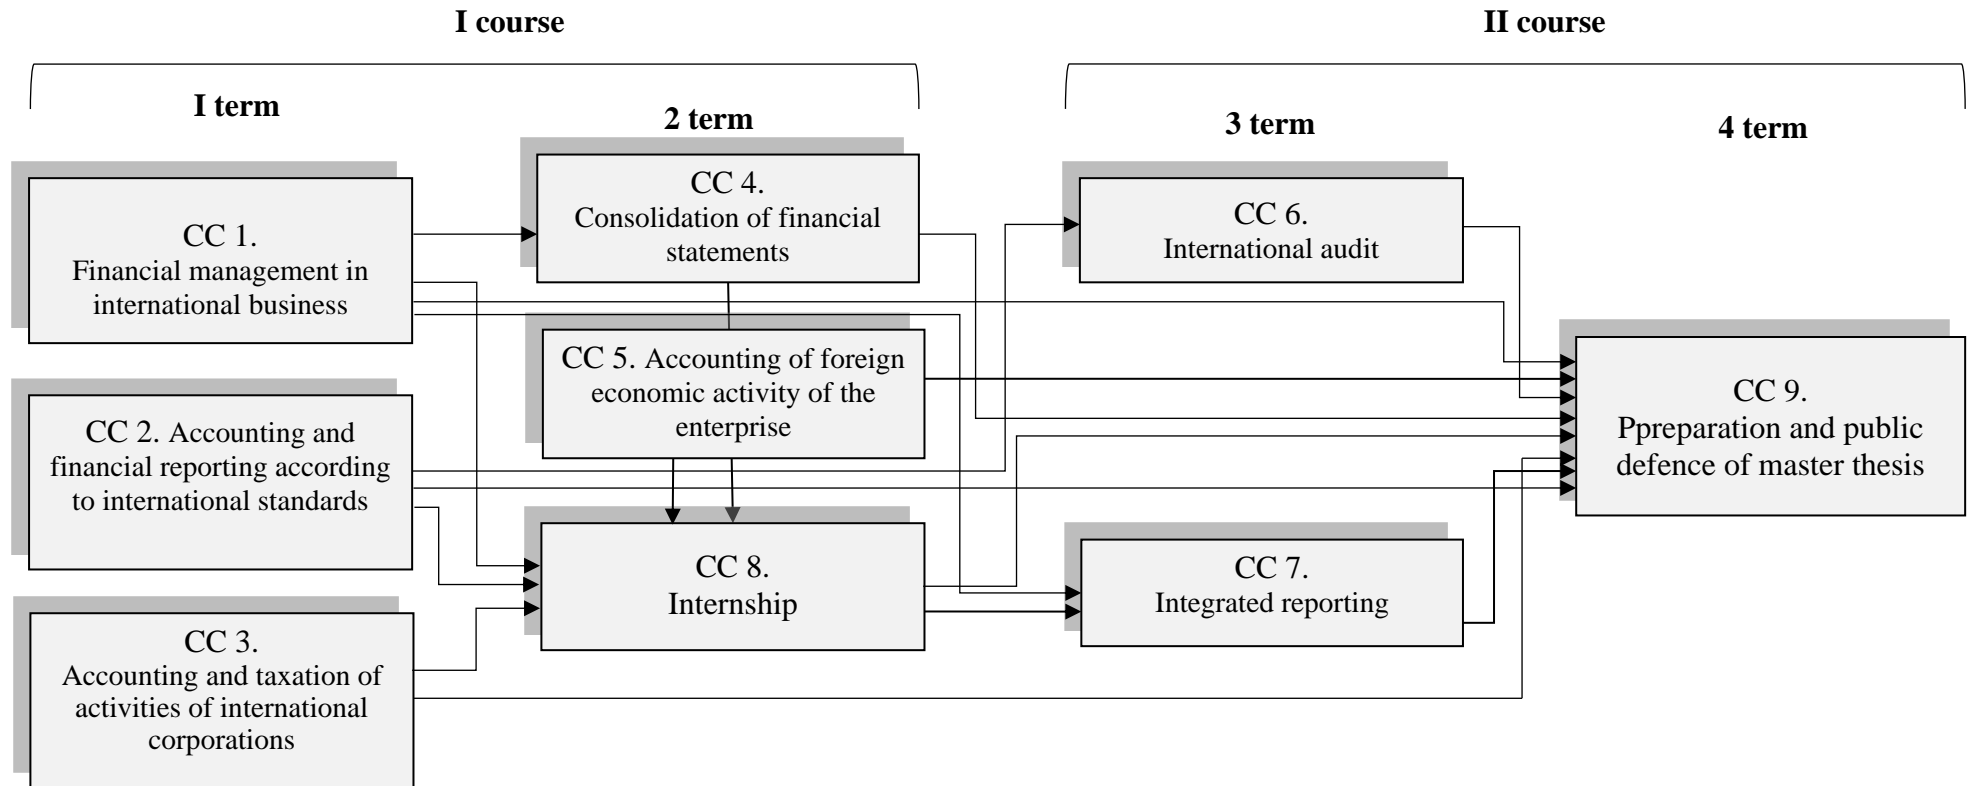 I course
II course
I term
2 term
3 term
4 term
CC 1.
Financial management in
international business
CC 2. Accounting and
financial reporting according
to international standards
CC 3.
Accounting and taxation of
activities of international
corporations
CC 4.
Consolidation of financial
statements
CC 5. Accounting of foreign
economic activity of the
enterprise
CC 8.
Internship
CC 6.
International audit
CC 7.
Integrated reporting
CC 9.
Ppreparation and public
defence of master thesis